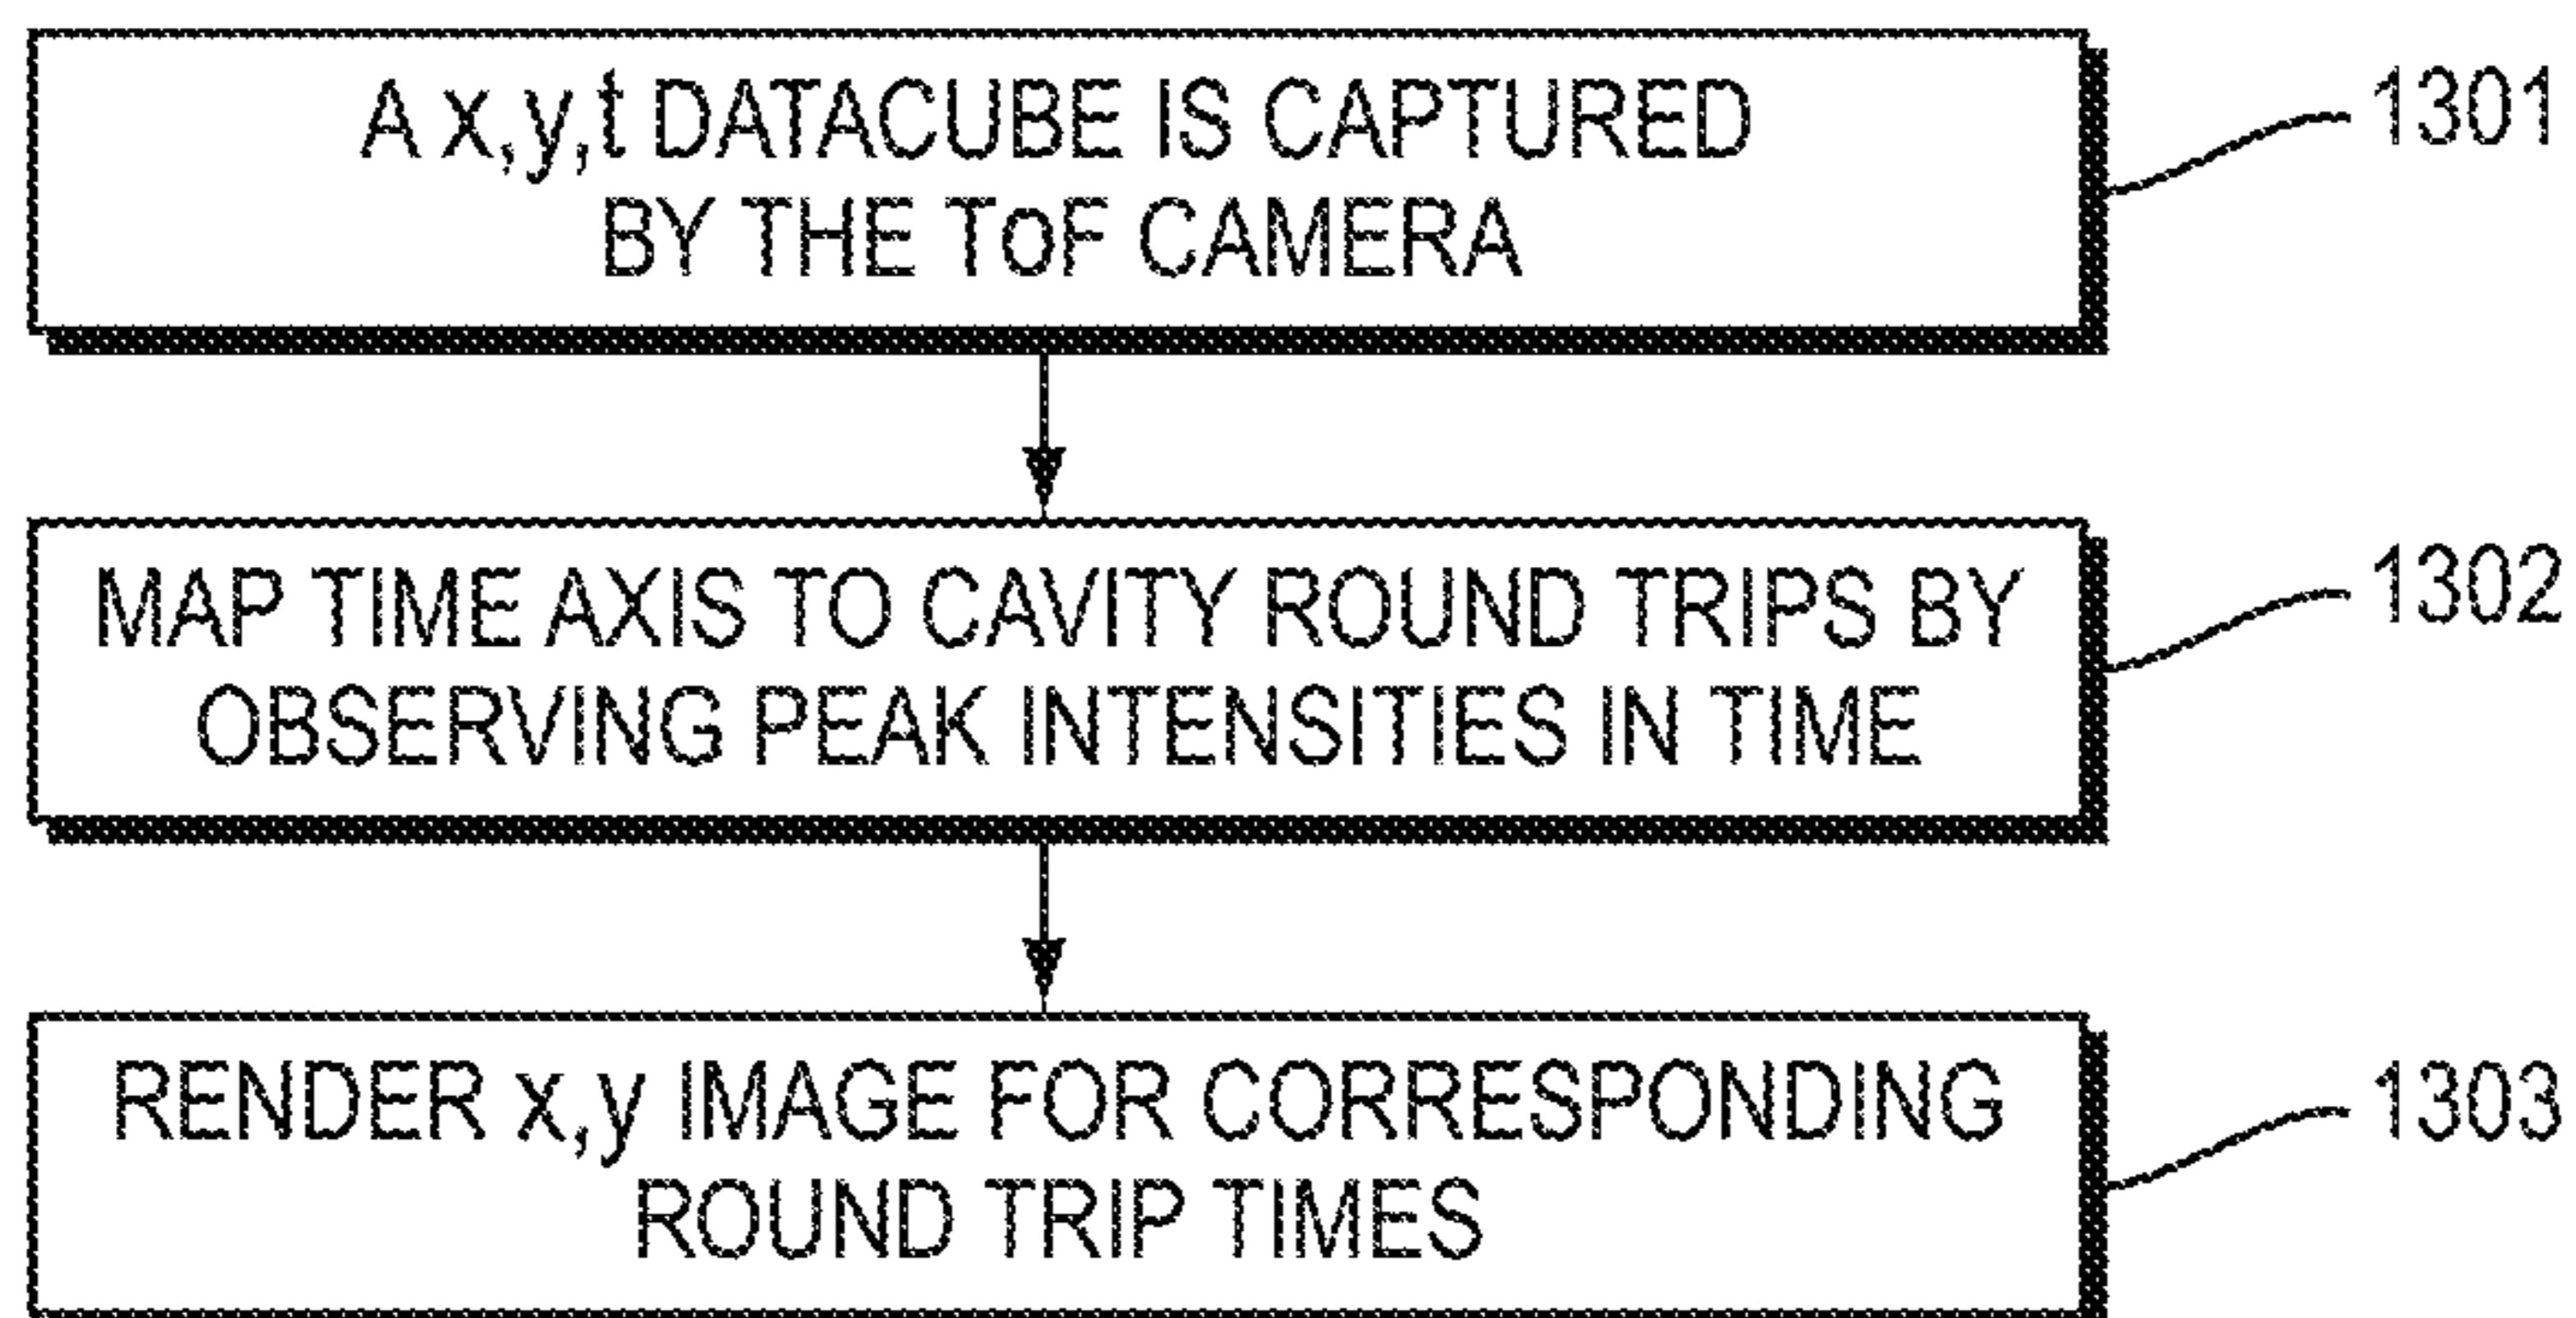 A x,y,t DATACUBE IS CAPTURED
BY THE ToF CAMERA
1301
MAP TIME AXIS TO CAVITY ROUND TRIPS BY
OBSERVING PEAK INTENSITIES IN TIME
1302
RENDER x,y IMAGE FOR CORRESPONDING
ROUND TRIP TIMES
1303